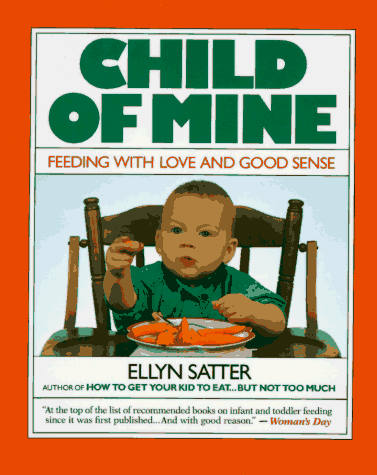 CHILD
OF MINE
FEEDING WITH LOVE AND GOOD SENSE
ELLYN SATTER
AUTHOR OF HOW TO GET YOUR KID TO EAT...BUT NOT TOO MUCH
"At the top of the list of recommended books on infant and toddler feeding
since it was first published...And with good reason." — Woman's Day